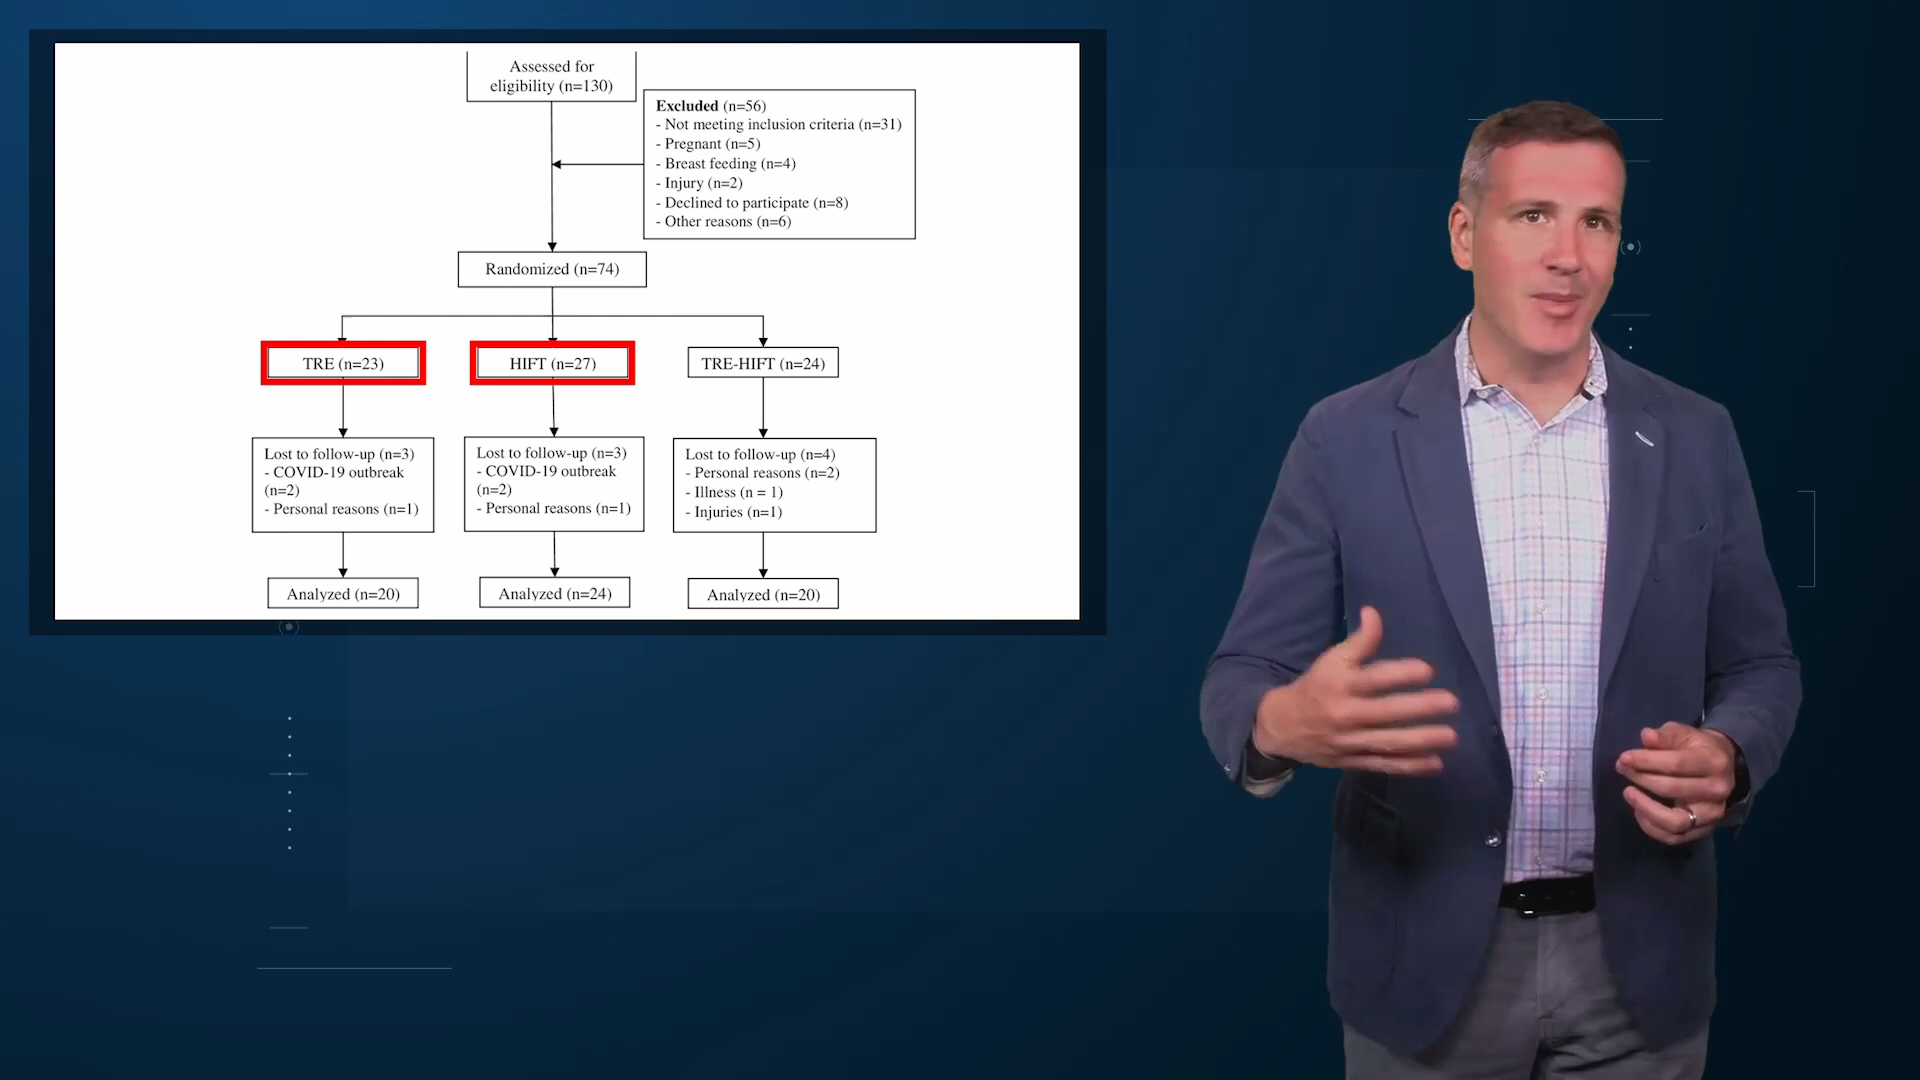 Assessed for
eligibility (n=130)
Excluded (n=56)
- Not meeting inclusion criteria (n=31)
- Pregnant (n=5)
- Breast feeding (n=4)
- Injury (n=2)
- Declined to participate (n=8)
- Other reasons (n=6)
Randomized (n=74)
TRE (n=23)
HIFT (n=27)
TRE-HIFT (n=24)
Lost to follow-up (n=3)
- COVID-19 outbreak
(n=2)
- Personal reasons (n=1)
Lost to follow-up (n=3)
- COVID-19 outbreak
(n=2)
- Personal reasons (n=1)
Lost to follow-up (n=4)
- Personal reasons (n=2)
- Illness (n = 1)
- Injuries (n=1)
Analyzed (n=20)
Analyzed (n=24)
Analyzed (n=20)